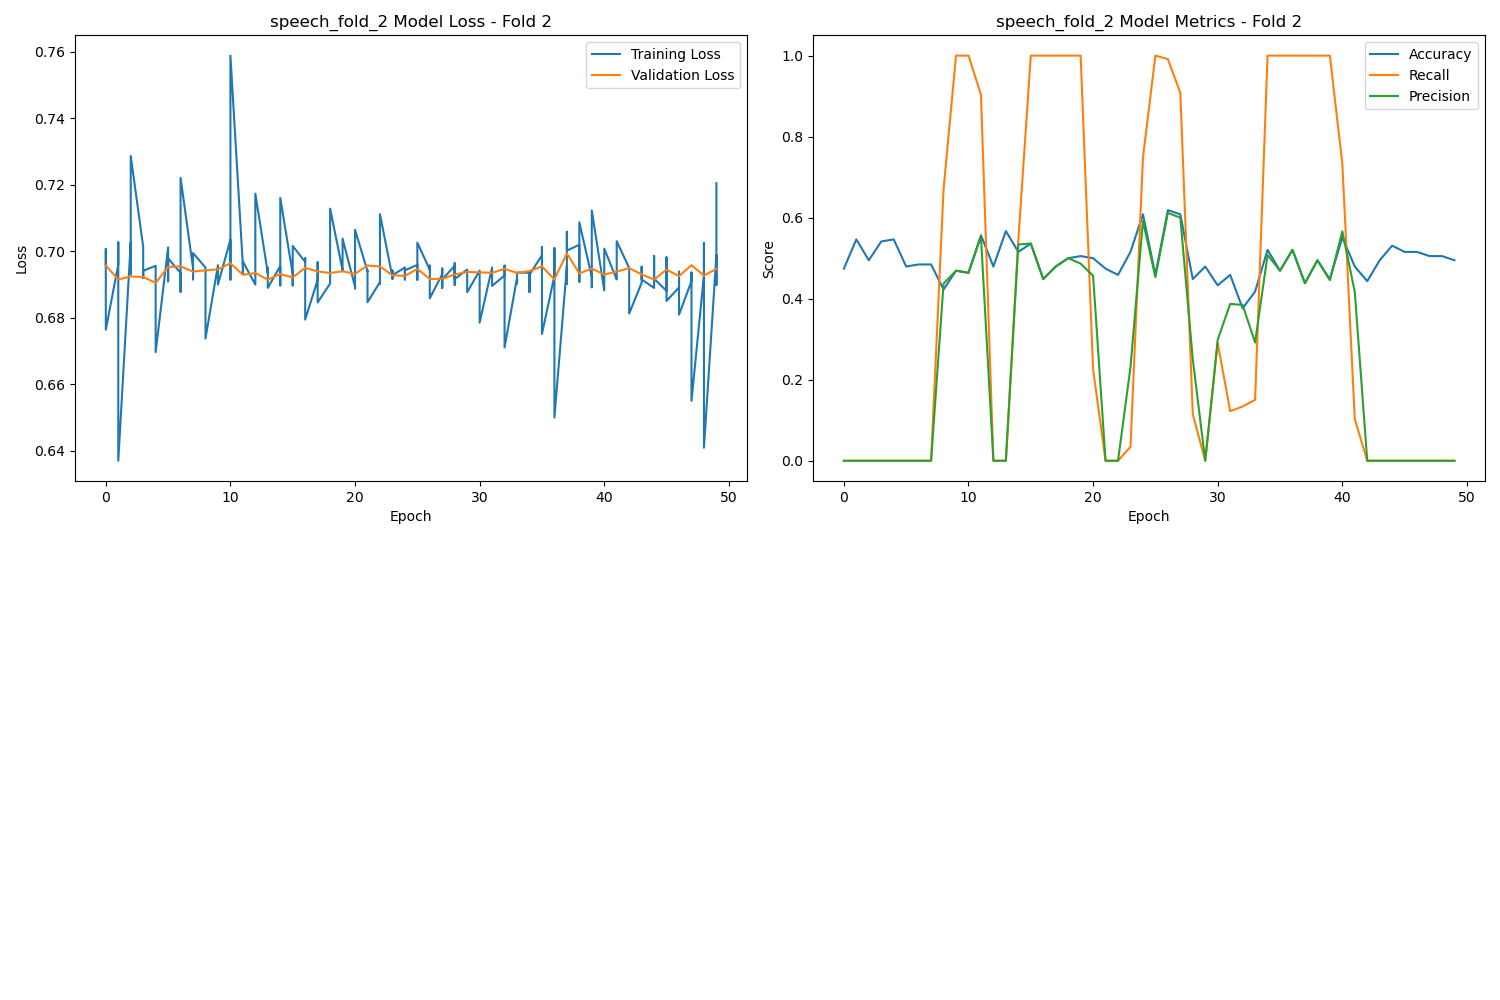 speech_fold_2 Model Loss - Fold 2
0.76
0.74
0.72
0.70
0.68
0.66
0.64
Loss
0
10
20
30
40
50
Epoch
Training Loss
Validation Loss
speech_fold_2 Model Metrics - Fold 2
1.0
0.8
0.6
0.4
0.2
0.0
Score
0
10
20
30
40
50
Epoch
Accuracy
Recall
Precision